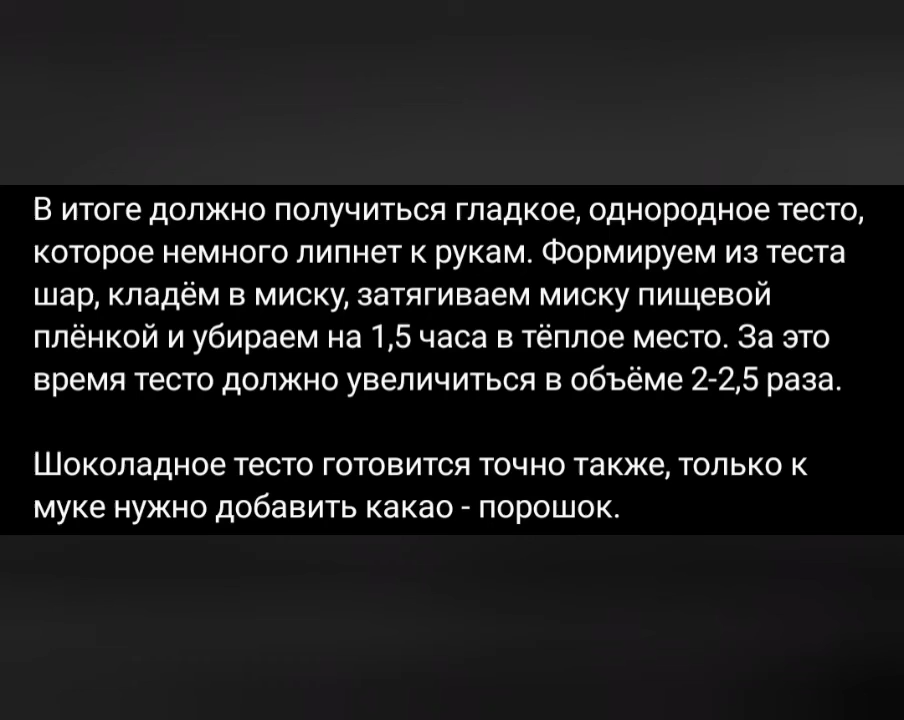 В итоге должно получиться гладкое, однородное тесто,
которое немного липнет к рукам. Формируем из теста
шар, кладём в миску, затягиваем миску пищевой
плёнкой и убираем на 1,5 часа в тёплое место. За это
время тесто должно увеличиться в объёме 2-2,5 раза.
Шоколадное тесто готовится точно также, только к
муке нужно добавить какао - порошок.